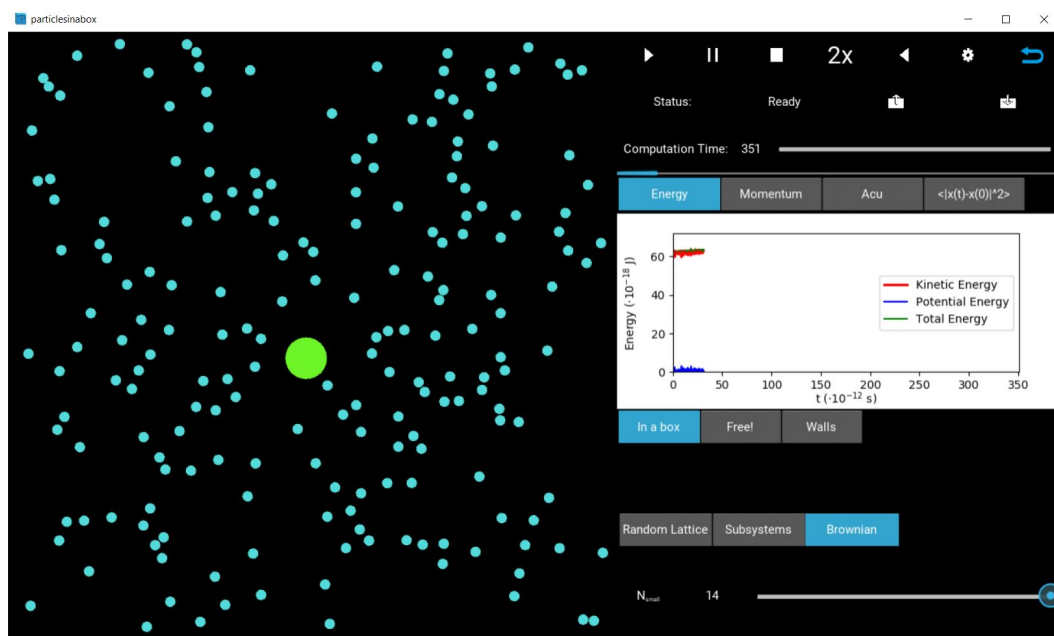 particlesinabox
2x
Status: Ready
Computation Time: 351
Energy Momentum Acu <|x(t)-x(0)|^2>
60
40
20
0
Energy (·10⁻¹⁸ J)
Kinetic Energy
Potential Energy
Total Energy
0 50 100 150 200 250 300 350
t (·10⁻¹² s)
In a box Free! Walls
Random Lattice Subsystems Brownian
Nsmall 14